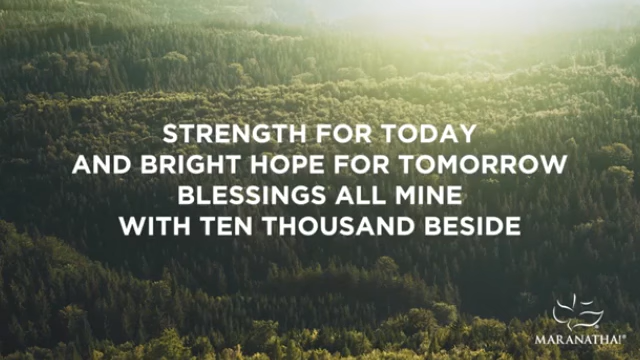 STRENGTH FOR TODAY
AND BRIGHT HOPE FOR TOMORROW
BLESSINGS ALL MINE
WITH TEN THOUSAND BESIDE
MARANATHA!®